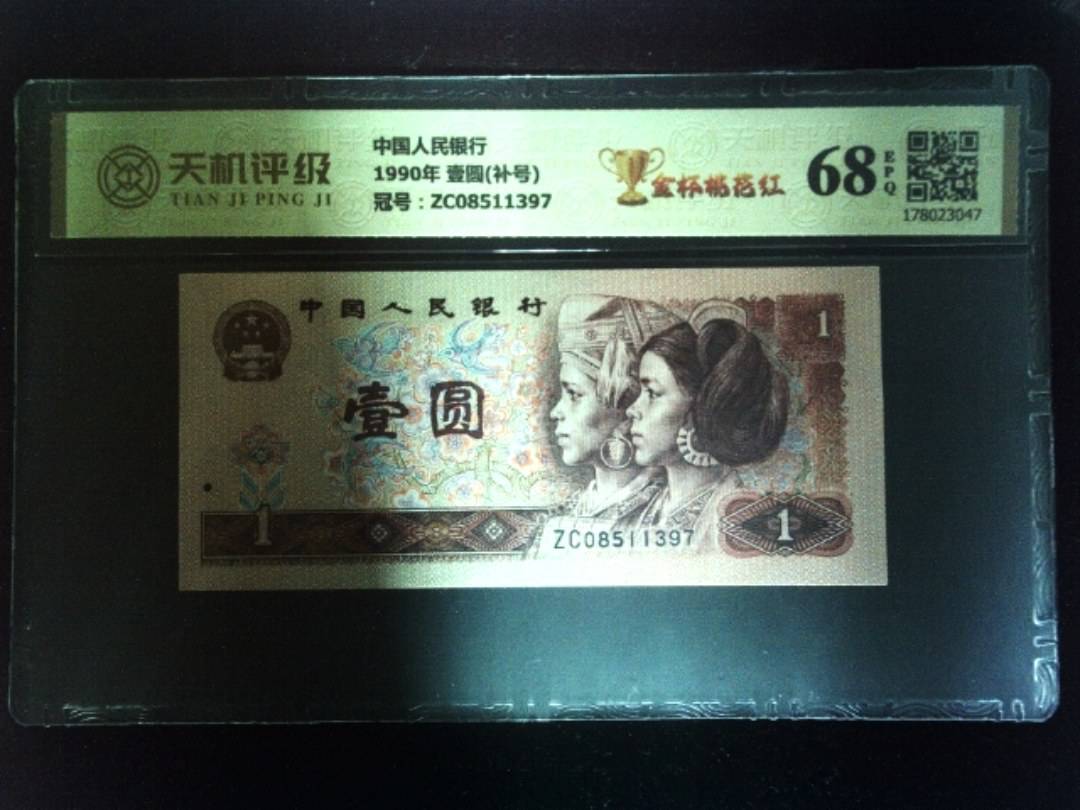 天机评级
TIAN JI PING JI
中国人民银行
1990年 壹圆(补号)
冠号：ZC08511397
金杯桃花红
68
EPQ
178023047
中国人民银行
1
壹圆
1
ZC08511397
1